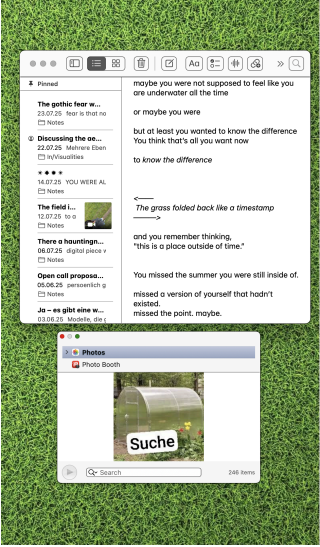 Pinned
The gothic fear w...
23.07.25 fear is that no
Notes
Discussing the ae...
22.07.25 Mehrere Eben
In/Visualities
14.07.25 YOU WERE AL
Notes
The field i...
12.07.25 to a
Notes
There a hauntingn...
06.07.25 digital piece v
Notes
Open call proposa...
05.06.25 persoenlich g
Notes
Ja – es gibt eine w...
03.06.25 Modelle, die g
Aa
maybe you were not supposed to feel like you
are underwater all the time
or maybe you were
but at least you wanted to know the difference
You think that's all you want now
to know the difference
<——
The grass folded back like a timestamp
———>
and you remember thinking,
"this is a place outside of time."
You missed the summer you were still inside of.
missed a version of yourself that hadn't
existed.
missed the point. maybe.
Photos
Photo Booth
Suche
Search
246 items